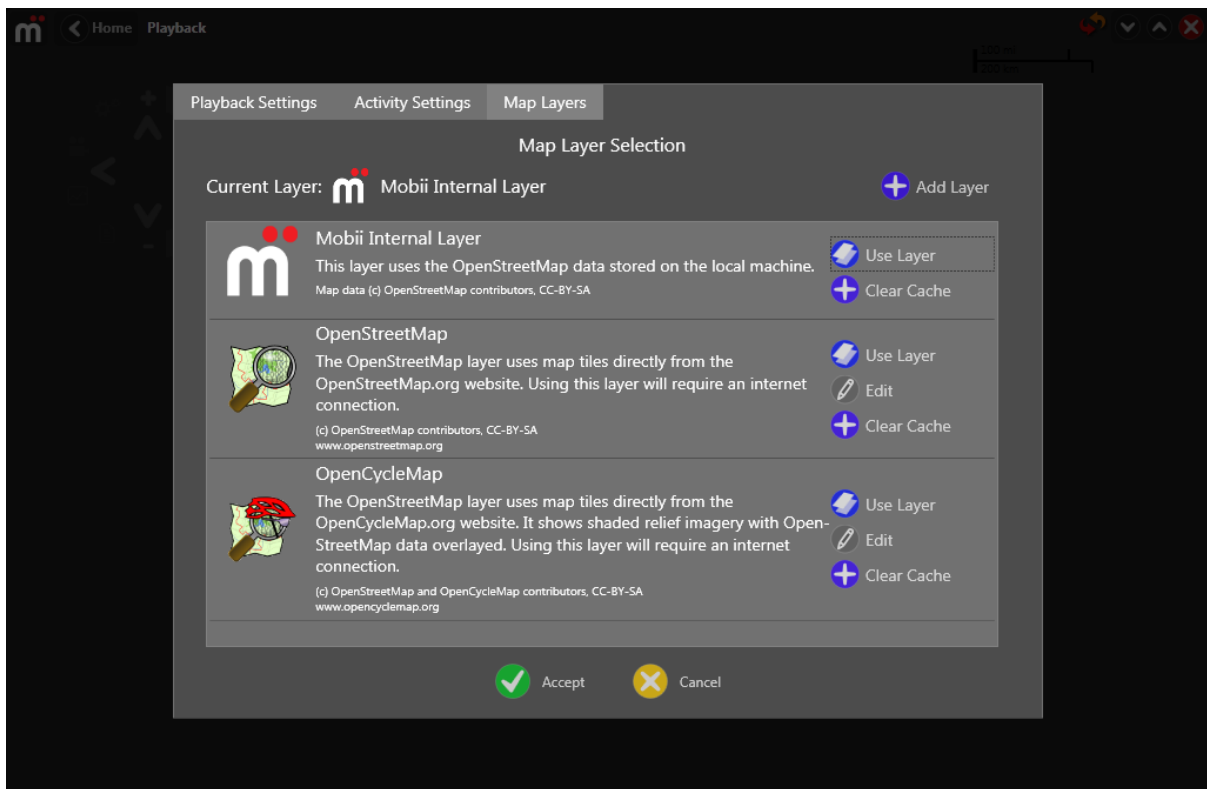 Home Playback
100 mi
200 km
Playback Settings Activity Settings Map Layers
Map Layer Selection
Current Layer: m Mobii Internal Layer
Add Layer
Mobii Internal Layer
This layer uses the OpenStreetMap data stored on the local machine.
Map data (c) OpenStreetMap contributors, CC-BY-SA
Use Layer
Clear Cache
OpenStreetMap
The OpenStreetMap layer uses map tiles directly from the
OpenStreetMap.org website. Using this layer will require an internet
connection.
(c) OpenStreetMap contributors, CC-BY-SA
www.openstreetmap.org
Use Layer
Edit
Clear Cache
OpenCycleMap
The OpenStreetMap layer uses map tiles directly from the
OpenCycleMap.org website. It shows shaded relief imagery with Open-
StreetMap data overlayed. Using this layer will require an internet
connection.
(c) OpenStreetMap and OpenCycleMap contributors, CC-BY-SA
www.opencyclemap.org
Use Layer
Edit
Clear Cache
Accept Cancel